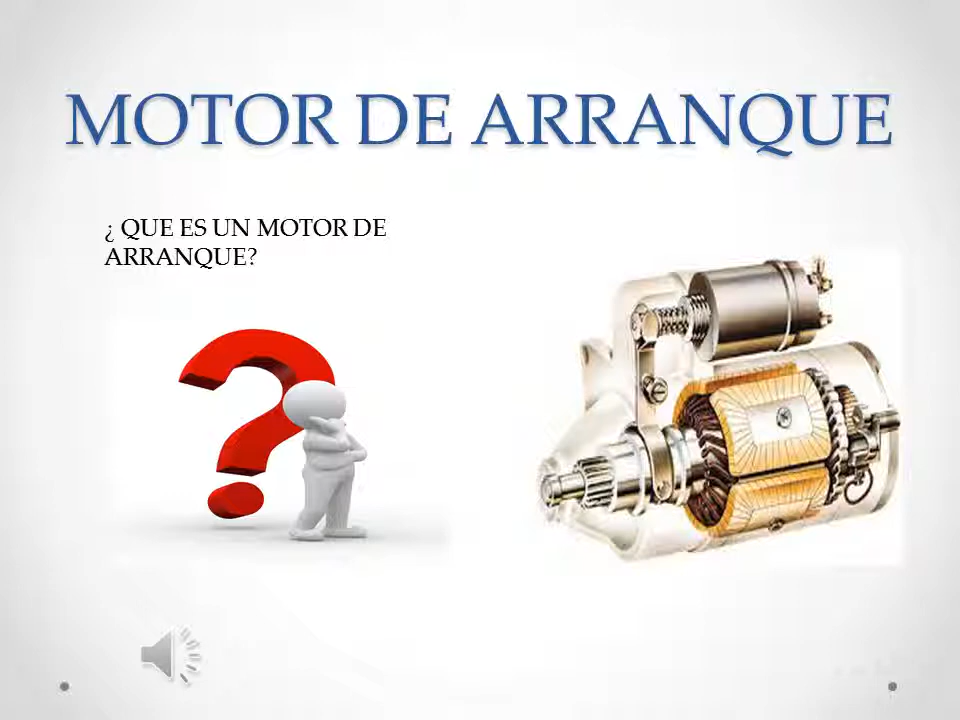 MOTOR DE ARRANQUE
¿ QUE ES UN MOTOR DE
ARRANQUE?